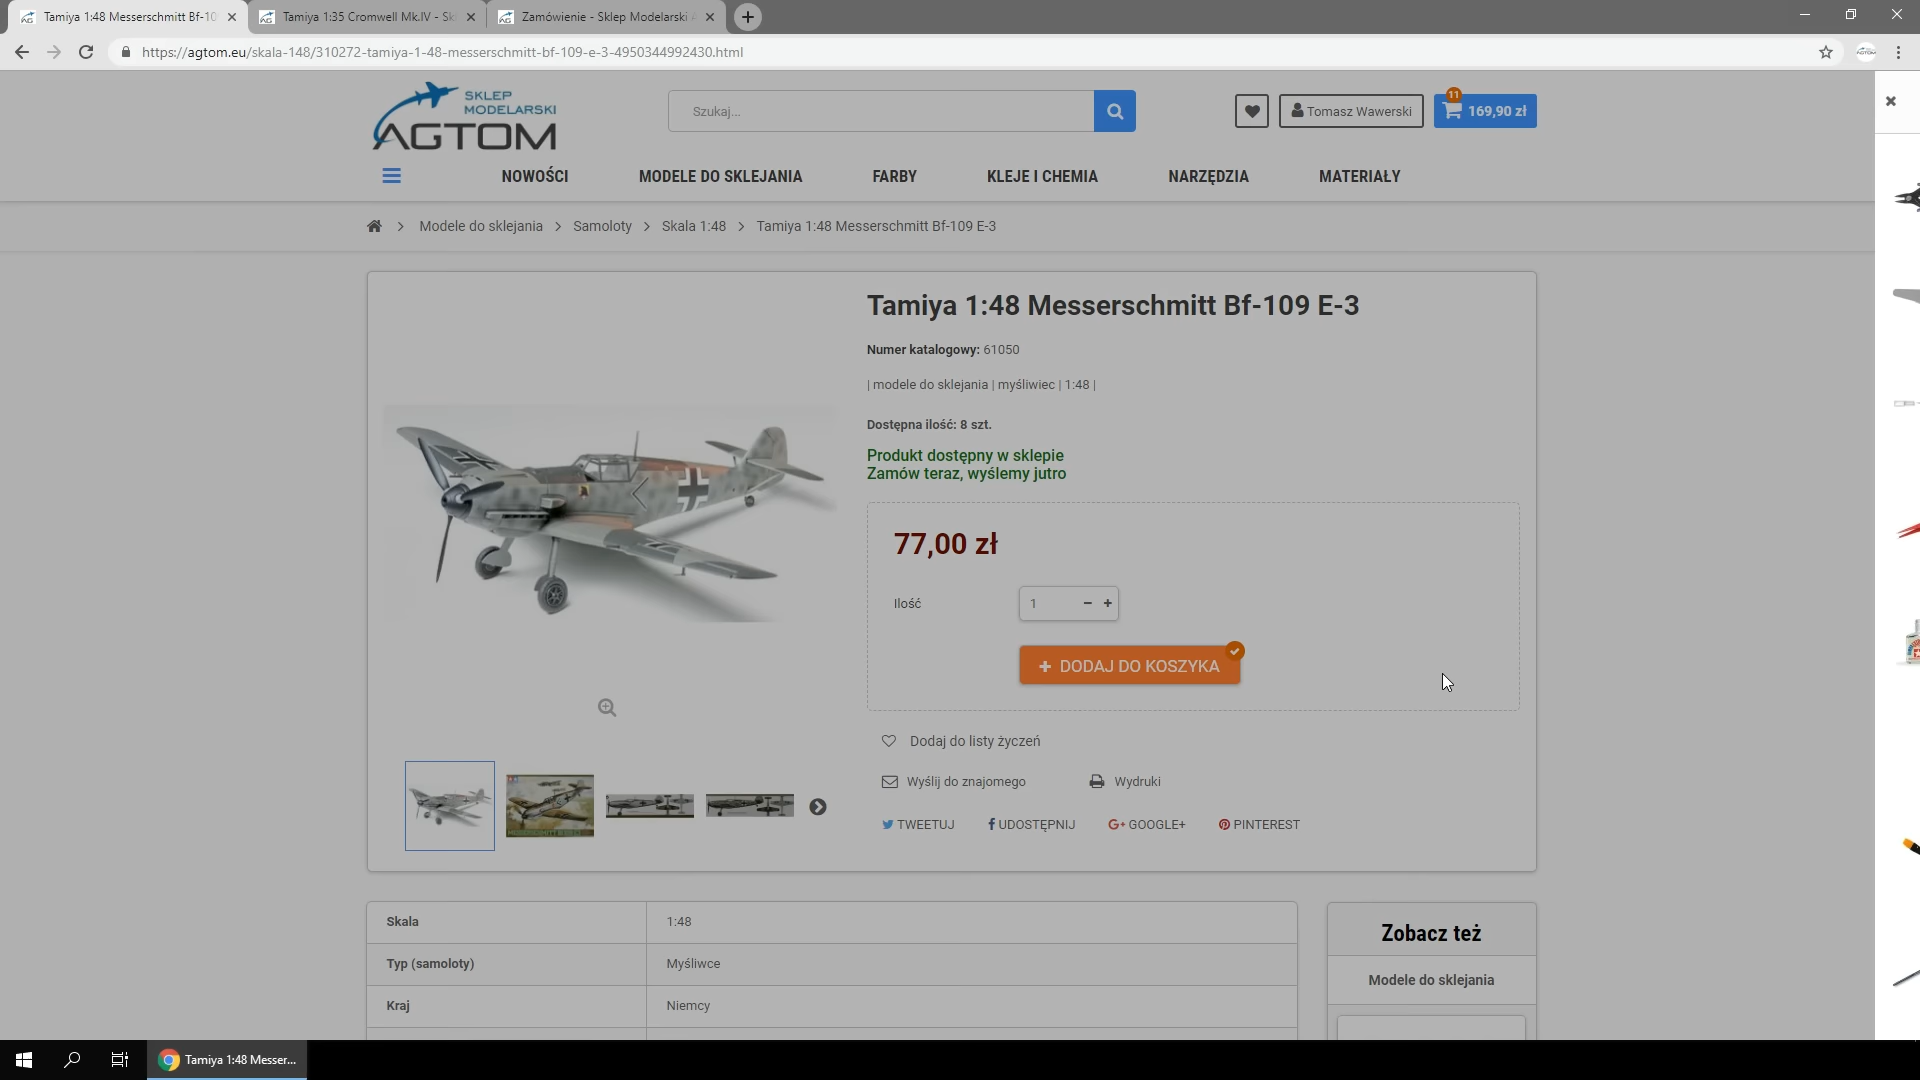 Tamiya 1:48 Messerschmitt Bf-10
Tamiya 1:35 Cromwell Mk.IV - Sk
Zamówienie - Sklep Modelarski
https://agtom.eu/skala-148/310272-tamiya-1-48-messerschmitt-bf-109-e-3-4950344992430.html
SKLEP
MODELARSKI
AGTOM
Szukaj...
Tomasz Wawerski
11
169,90 zł
NOWOŚCI
MODELE DO SKLEJANIA
FARBY
KLEJE I CHEMIA
NARZĘDZIA
MATERIAŁY
Modele do sklejania > Samoloty > Skala 1:48 > Tamiya 1:48 Messerschmitt Bf-109 E-3
Tamiya 1:48 Messerschmitt Bf-109 E-3
Numer katalogowy: 61050
| modele do sklejania | myśliwiec | 1:48 |
Dostępna ilość: 8 szt.
Produkt dostępny w sklepie
Zamów teraz, wyślemy jutro
77,00 zł
Ilość
1
DODAJ DO KOSZYKA
Dodaj do listy życzeń
Wyślij do znajomego
Wydruki
TWEETUJ
UDOSTĘPNIJ
GOOGLE+
PINTEREST
Skala
1:48
Typ (samoloty)
Myśliwce
Kraj
Niemcy
Zobacz też
Modele do sklejania
Tamiya 1:48 Messer...